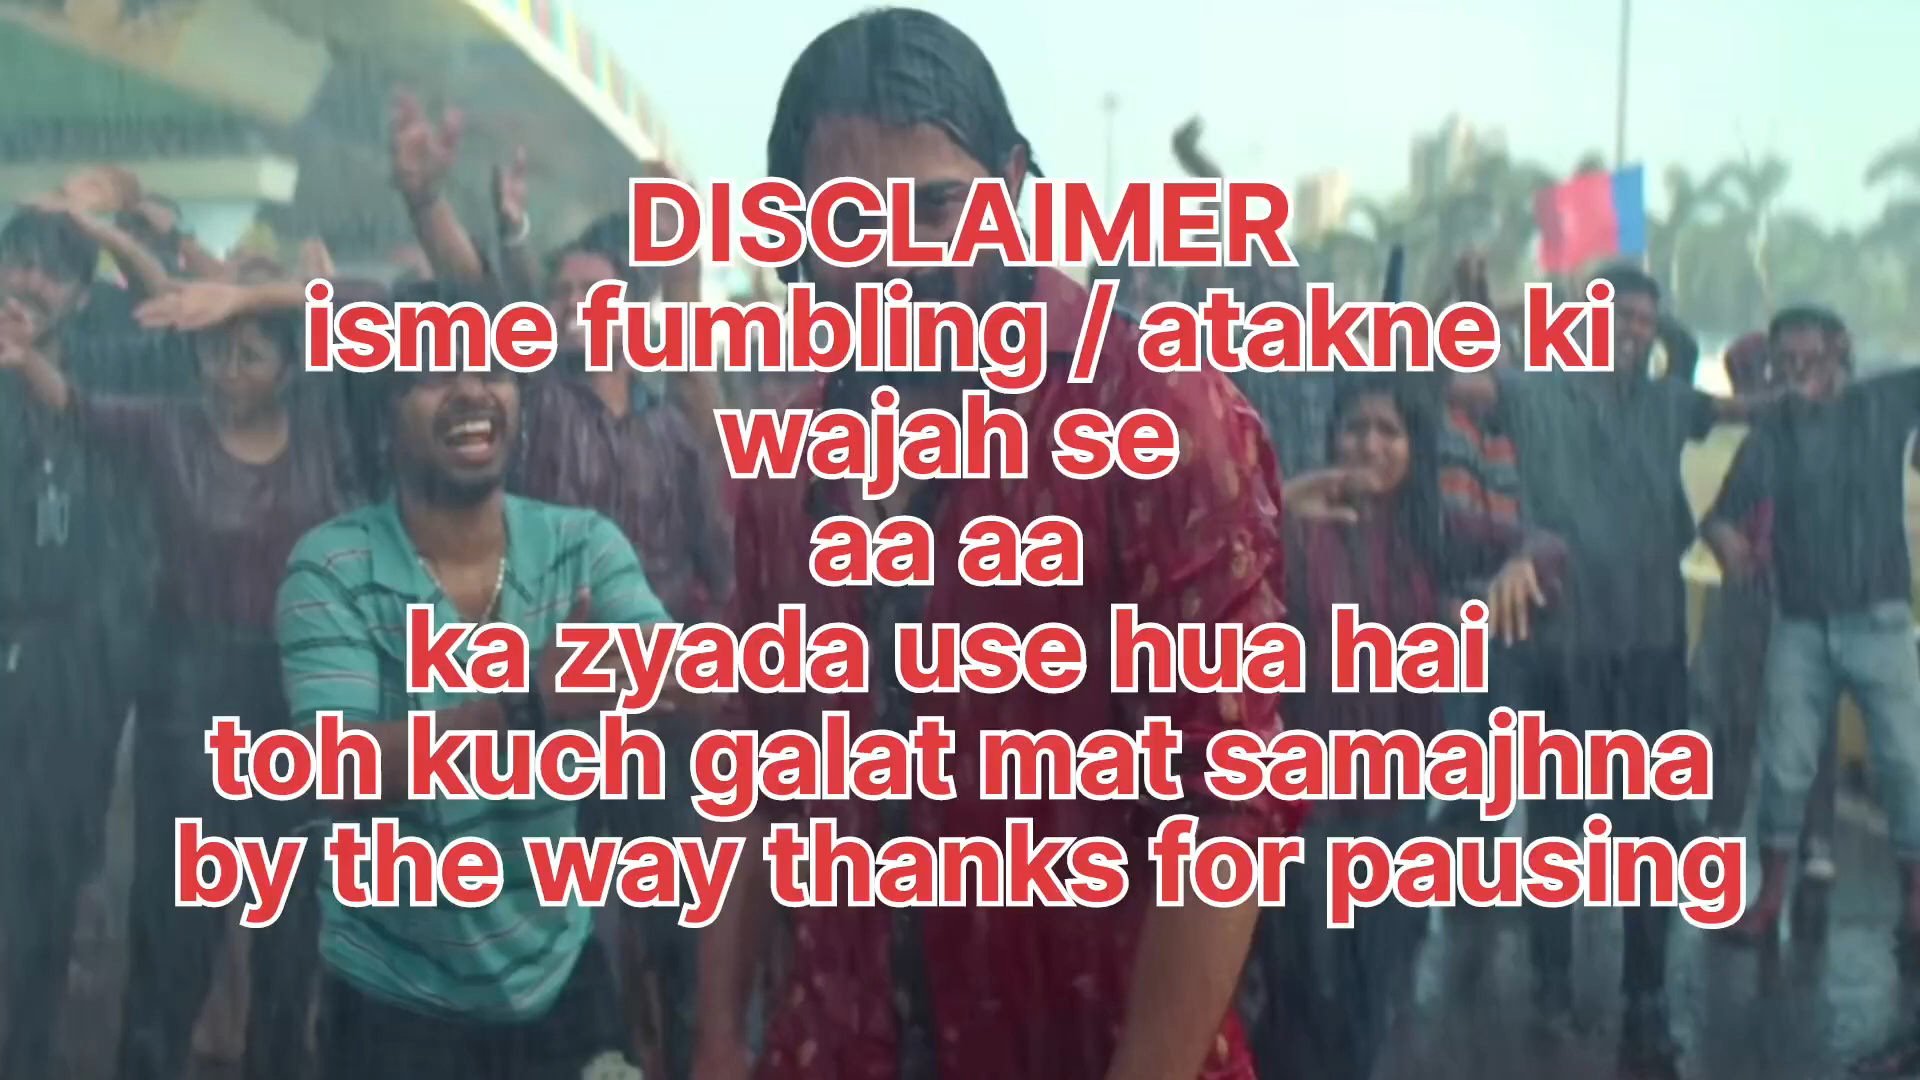 DISCLAIMER
isme fumbling / atakne ki
wajah se
aa aa
ka zyada use hua hai
toh kuch galat mat samajhna
by the way thanks for pausing